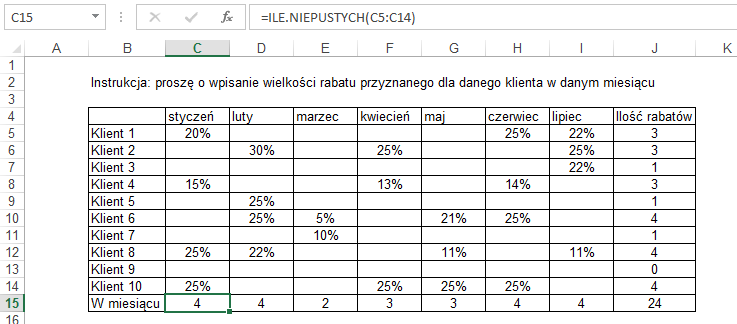 C15 =ILE.NIEPUSTYCH(C5:C14)
A B C D E F G H I J K
1
2 Instrukcja: proszę o wpisanie wielkości rabatu przyznanego dla danego klienta w danym miesiącu
3
4 styczeń luty marzec kwiecień maj czerwiec lipiec Ilość rabatów
5 Klient 1 20% 25% 22% 3
6 Klient 2 30% 25% 25% 3
7 Klient 3 22% 1
8 Klient 4 15% 13% 14% 3
9 Klient 5 25% 1
10 Klient 6 25% 5% 21% 25% 4
11 Klient 7 10% 1
12 Klient 8 25% 22% 11% 11% 4
13 Klient 9 0
14 Klient 10 25% 25% 25% 25% 4
15 W miesiącu 4 4 2 3 3 4 4 24
16